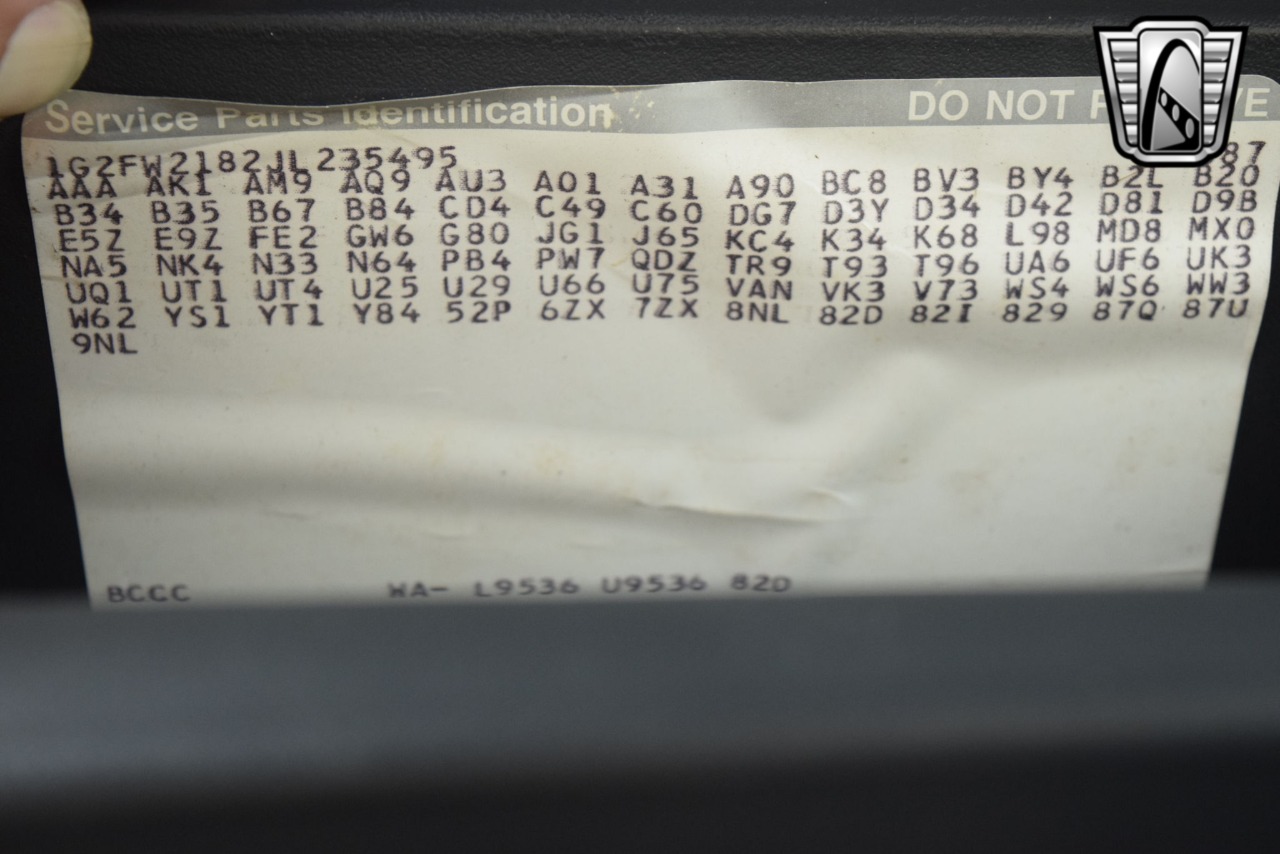 Service Parts Identification DO NOT
1G2FW2182JL235495 87
AAA AK1 AM9 AQ9 AU3 A01 A31 A90 BC8 BV3 BY4 B2L B20
B34 B35 B67 B84 CD4 C49 C60 DG7 D3Y D34 D42 D81 D9B
E5Z E9Z FE2 GW6 G80 JG1 J65 KC4 K34 K68 L98 MD8 MX0
NA5 NK4 N33 N64 PB4 PW7 QDZ TR9 T93 T96 UA6 UF6 UK3
UQ1 UT1 UT4 U25 U29 U66 U75 VAN VK3 V73 WS4 WS6 WW3
W62 YS1 YT1 Y84 52P 6ZX 7ZX 8NL 82D 82I 829 87Q 87U
9NL
BCCC WA- L9536 U9536 82D